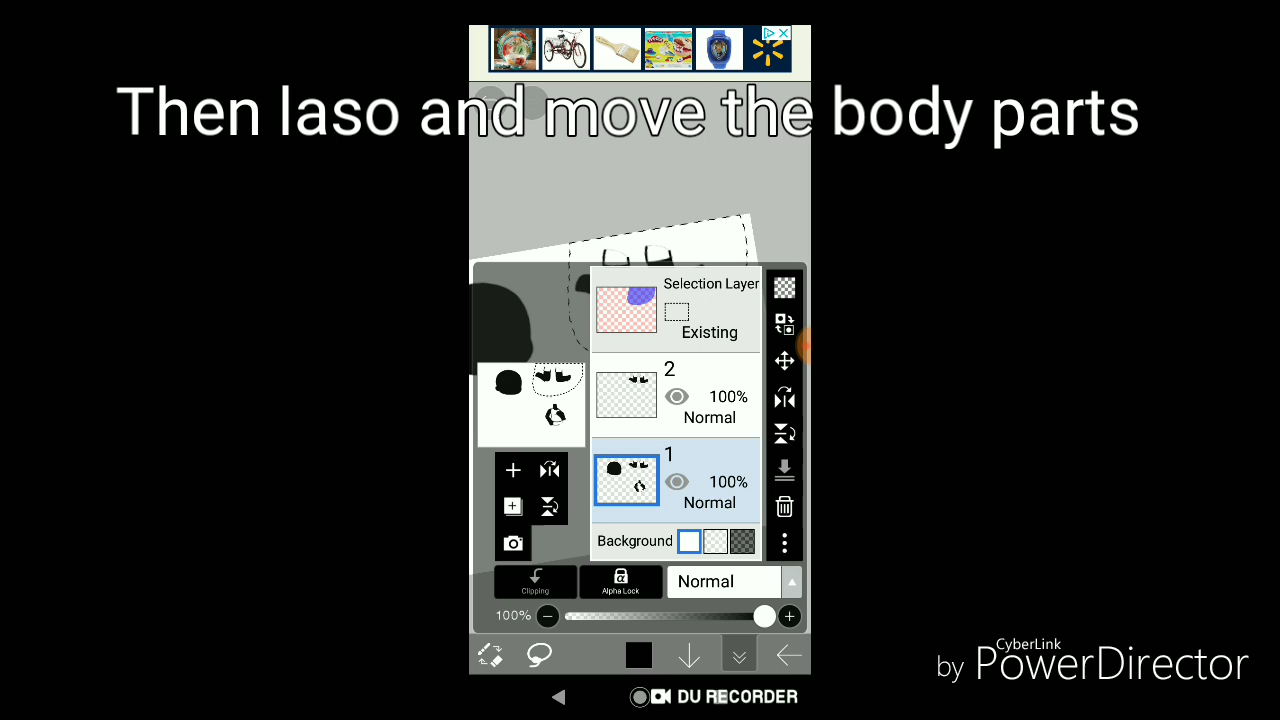 Then laso and move the body parts
Selection Layer
Existing
2
100%
Normal
1
100%
Normal
Background
Clipping
α
Alpha Lock
Normal
100%
CyberLink
by PowerDirector
DU RECORDER